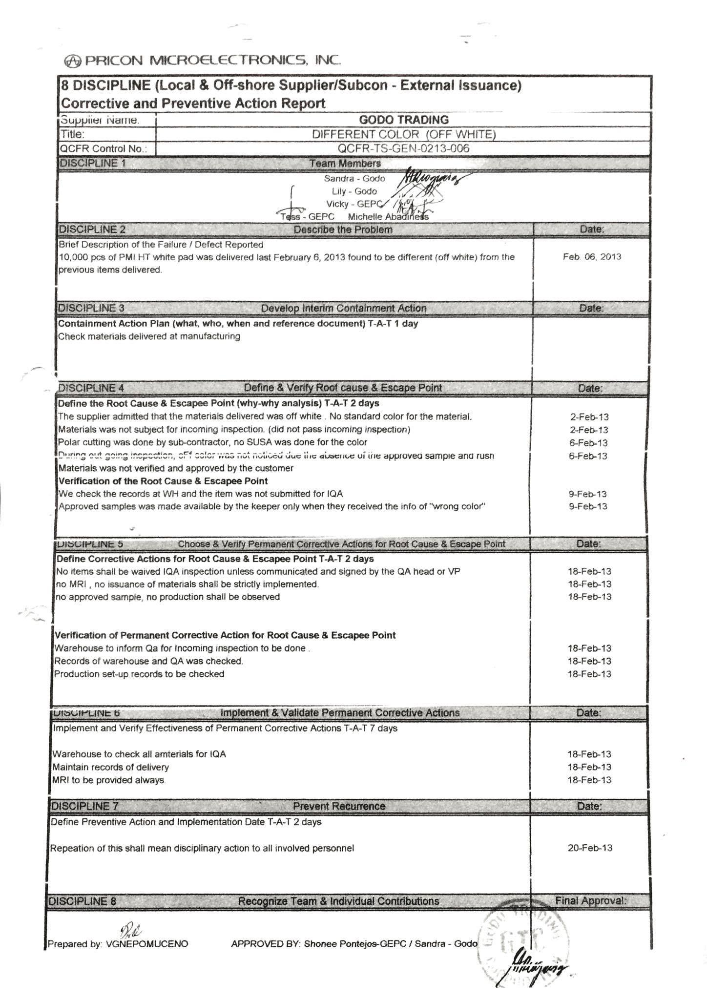 PRICON MICROELECTRONICS, INC.
8 DISCIPLINE (Local & Off-shore Supplier/Subcon - External Issuance)
Corrective and Preventive Action Report
Supplier Name: GODO TRADING
Title: DIFFERENT COLOR (OFF WHITE)
QCFR Control No.: QCFR-TS-GEN-0213-006
DISCIPLINE 1 Team Members
Sandra - Godo
Lily - Godo
Vicky - GEPC
Tess - GEPC Michelle Abadiness
DISCIPLINE 2 Describe the Problem Date:
Brief Description of the Failure / Defect Reported
10,000 pcs of PMI HT white pad was delivered last February 6, 2013 found to be different (off white) from the Feb. 06, 2013
previous items delivered.
DISCIPLINE 3 Develop Interim Containment Action Date:
Containment Action Plan (what, who, when and reference document) T-A-T 1 day
Check materials delivered at manufacturing
DISCIPLINE 4 Define & Verify Root cause & Escape Point Date:
Define the Root Cause & Escapee Point (why-why analysis) T-A-T 2 days
The supplier admitted that the materials delivered was off white . No standard color for the material. 2-Feb-13
Materials was not subject for incoming inspection. (did not pass incoming inspection) 2-Feb-13
Polar cutting was done by sub-contractor, no SUSA was done for the color 6-Feb-13
During out going inspection, oFf color was not noticed due the absence of the approved sample and rusn 6-Feb-13
Materials was not verified and approved by the customer
Verification of the Root Cause & Escapee Point
We check the records at WH and the item was not submitted for IQA 9-Feb-13
Approved samples was made available by the keeper only when they received the info of "wrong color" 9-Feb-13
DISCIPLINE 5 Choose & Verify Permanent Corrective Actions for Root Cause & Escape Point Date:
Define Corrective Actions for Root Cause & Escapee Point T-A-T 2 days
No items shall be waived IQA inspection unless communicated and signed by the QA head or VP 18-Feb-13
no MRI , no issuance of materials shall be strictly implemented. 18-Feb-13
no approved sample, no production shall be observed 18-Feb-13
Verification of Permanent Corrective Action for Root Cause & Escapee Point
Warehouse to inform Qa for Incoming inspection to be done . 18-Feb-13
Records of warehouse and QA was checked. 18-Feb-13
Production set-up records to be checked 18-Feb-13
DISCIPLINE 6 Implement & Validate Permanent Corrective Actions Date:
Implement and Verify Effectiveness of Permanent Corrective Actions T-A-T 7 days
Warehouse to check all amterials for IQA 18-Feb-13
Maintain records of delivery 18-Feb-13
MRI to be provided always. 18-Feb-13
DISCIPLINE 7 Prevent Recurrence Date:
Define Preventive Action and Implementation Date T-A-T 2 days
Repeation of this shall mean disciplinary action to all involved personnel 20-Feb-13
DISCIPLINE 8 Recognize Team & Individual Contributions Final Approval:
GODO TRADING
GTC
Prepared by: VGNEPOMUCENO APPROVED BY: Shonee Pontejos-GEPC / Sandra - Godo